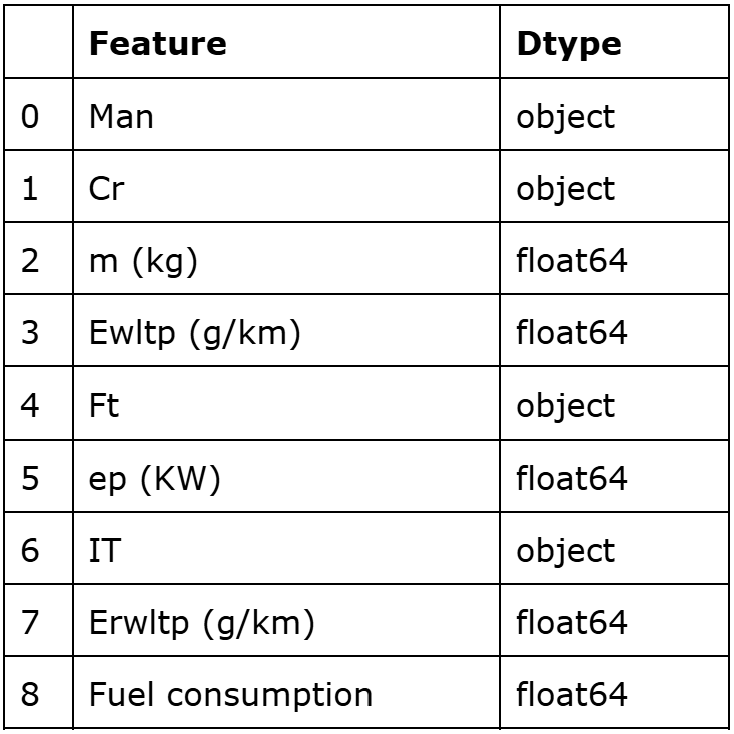 Feature Dtype
0 Man object
1 Cr object
2 m (kg) float64
3 Ewltp (g/km) float64
4 Ft object
5 ep (KW) float64
6 IT object
7 Erwltp (g/km) float64
8 Fuel consumption float64